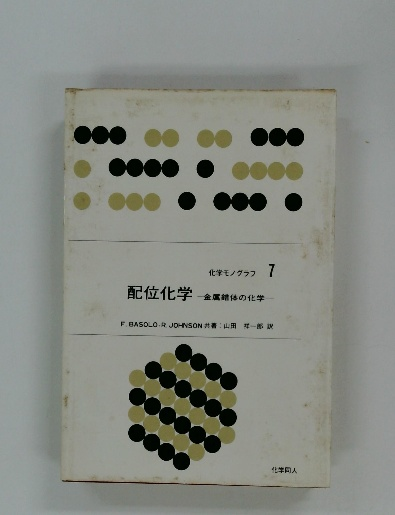 化学モノグラフ 7
配位化学 —金属錯体の化学—
F. BASOLO・R. JOHNSON 共著：山田 祥一郎 訳
化学同人